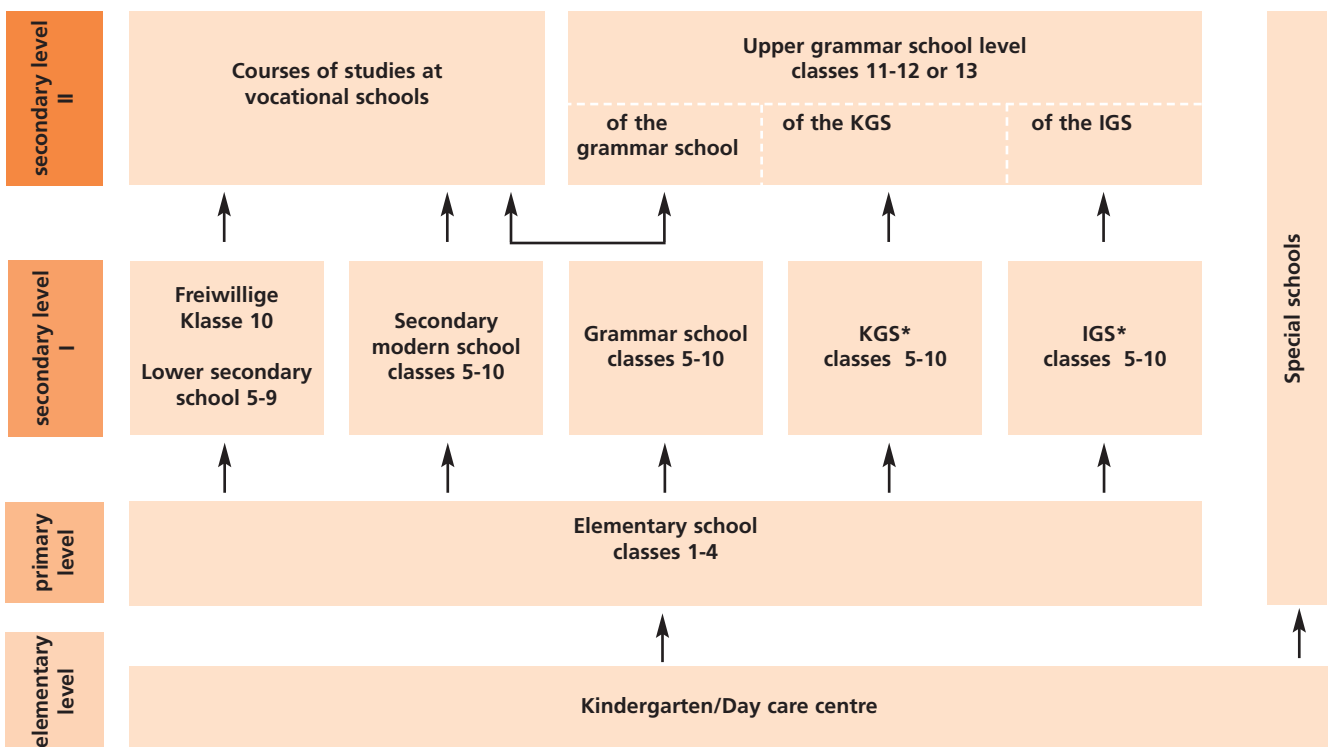 secondary level
II
Courses of studies at
vocational schools
Upper grammar school level
classes 11-12 or 13
of the
grammar school
of the KGS
of the IGS
Special schools
secondary level
I
Freiwillige
Klasse 10
Lower secondary
school 5-9
Secondary
modern school
classes 5-10
Grammar school
classes 5-10
KGS*
classes 5-10
IGS*
classes 5-10
primary
level
Elementary school
classes 1-4
elementary
level
Kindergarten/Day care centre